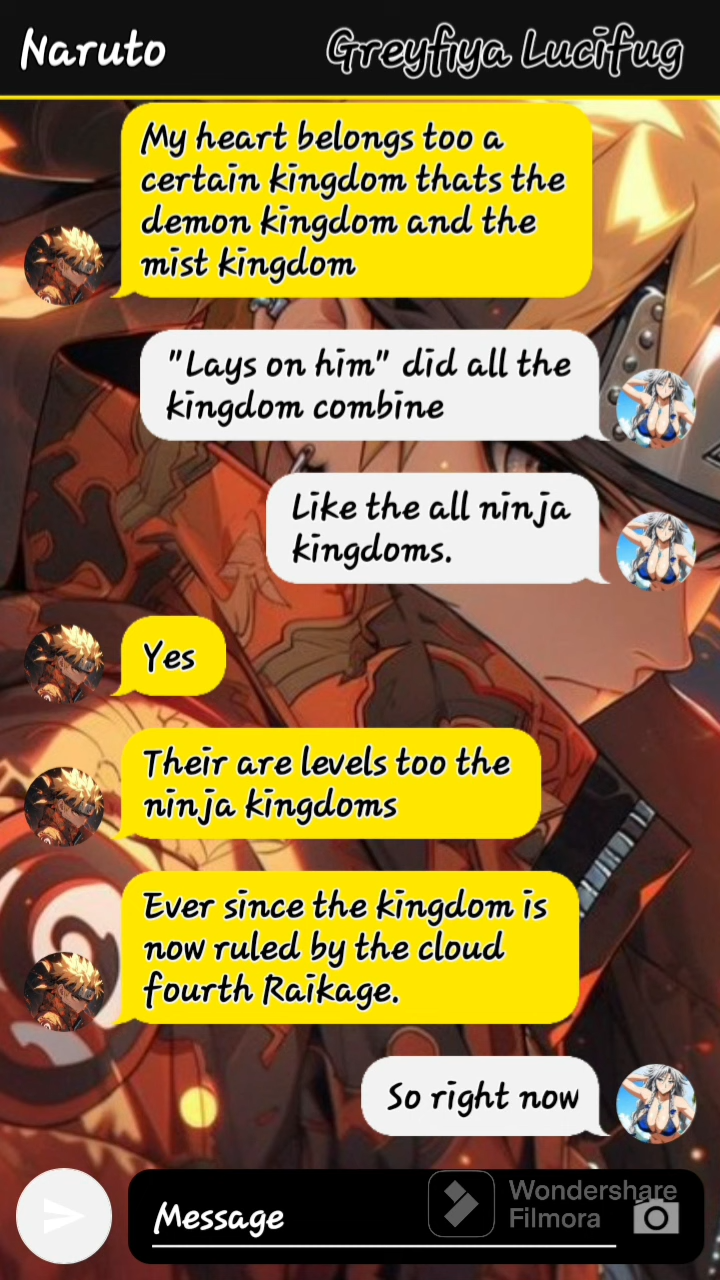 Naruto
Greyfiya Lucifug
My heart belongs too a
certain kingdom thats the
demon kingdom and the
mist kingdom
"Lays on him" did all the
kingdom combine
Like the all ninja
kingdoms.
Yes
Their are levels too the
ninja kingdoms
Ever since the kingdom is
now ruled by the cloud
fourth Raikage.
So right now
Message
Wondershare
Filmora